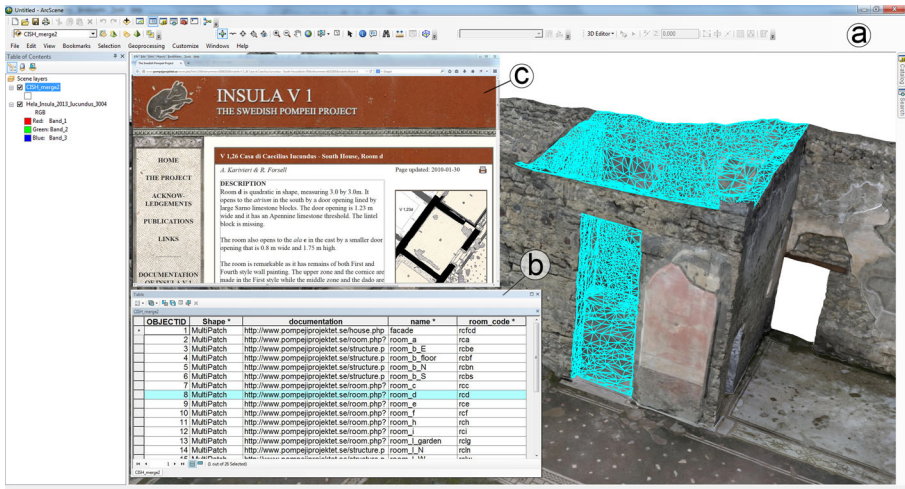 Untitled - ArcScene
CISH_merge2
3D Editor
0.000
File Edit View Bookmarks Selection Geoprocessing Customize Windows Help
a
Table of Contents
Scene layers
CISH_merge2
Hela_Insula_2013_Iucundus_3004
RGB
Red: Band_1
Green: Band_2
Blue: Band_3
Catalog
Search
c
INSULA V 1
THE SWEDISH POMPEII PROJECT
HOME
THE PROJECT
ACKNOW-
LEDGEMENTS
PUBLICATIONS
LINKS
DOCUMENTATION
OF INSULA V 1
V 1,26 Casa di Caecilius Iucundus - South House, Room d
A. Karivieri & R. Forsell Page updated: 2010-01-30
DESCRIPTION
Room d is quadratic in shape, measuring 3.0 by 3.0m. It
opens to the atrium in the south by a door opening lined by
large Sarno limestone blocks. The door opening is 1.23 m
wide and it has an Apennine limestone threshold. The lintel
block is missing.
The room also opens to the ala e in the east by a smaller door
opening that is 0.8 m wide and 1.75 m high.
The room is remarkable as it has remains of both First and
Fourth style wall painting. The upper zone and the cornice are
made in the First style while the middle zone and the dado are
b
Table
CISH_merge2
OBJECTID Shape * documentation name * room_code *
1 MultiPatch http://www.pompejiprojektet.se/house.php facade rcfcd
2 MultiPatch http://www.pompejiprojektet.se/room.php? room_a rca
3 MultiPatch http://www.pompejiprojektet.se/structure.p room_b_E rcbe
4 MultiPatch http://www.pompejiprojektet.se/structure.p room_b_floor rcbf
5 MultiPatch http://www.pompejiprojektet.se/structure.p room_b_N rcbn
6 MultiPatch http://www.pompejiprojektet.se/structure.p room_b_S rcbs
7 MultiPatch http://www.pompejiprojektet.se/room.php? room_c rcc
8 MultiPatch http://www.pompejiprojektet.se/room.php? room_d rcd
9 MultiPatch http://www.pompejiprojektet.se/room.php? room_e rce
10 MultiPatch http://www.pompejiprojektet.se/room.php? room_f rcf
11 MultiPatch http://www.pompejiprojektet.se/room.php? room_h rch
12 MultiPatch http://www.pompejiprojektet.se/room.php? room_i rci
13 MultiPatch http://www.pompejiprojektet.se/room.php? room_l_garden rclg
14 MultiPatch http://www.pompejiprojektet.se/structure.p room_l_N rcln
1 (1 out of 25 Selected)
CISH_merge2